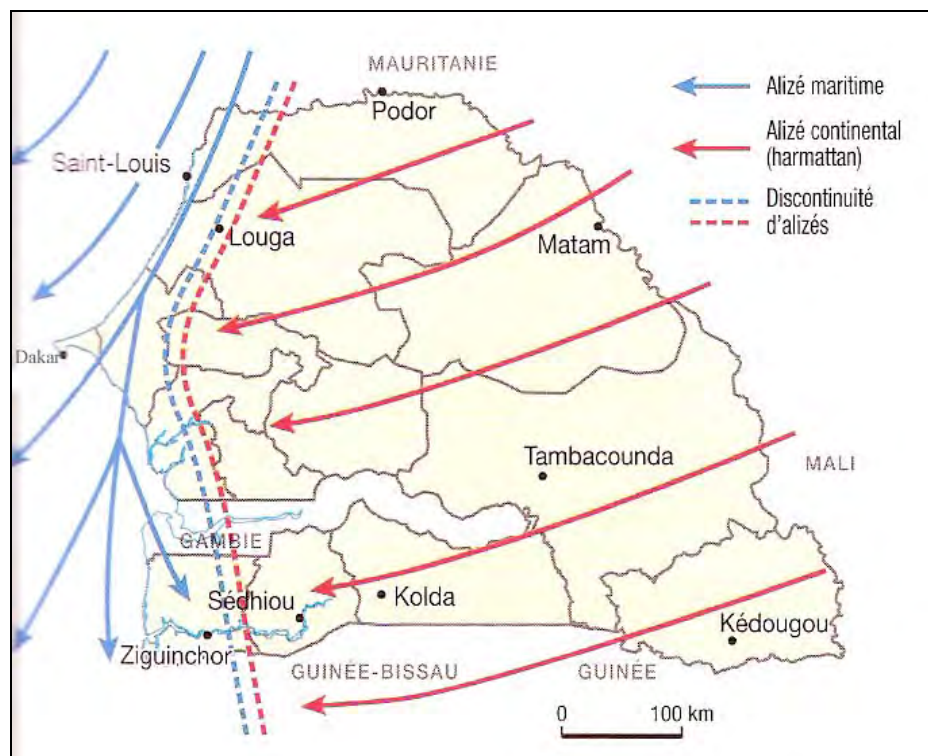 MAURITANIE
Podor
Saint-Louis
Louga
Matam
Dakar
Tambacounda
MALI
GAMBIE
Sédhiou
Kolda
Kédougou
Ziguinchor
GUINÉE-BISSAU
GUINÉE
Alizé maritime
Alizé continental
(harmattan)
Discontinuité
d'alizés
0 100 km